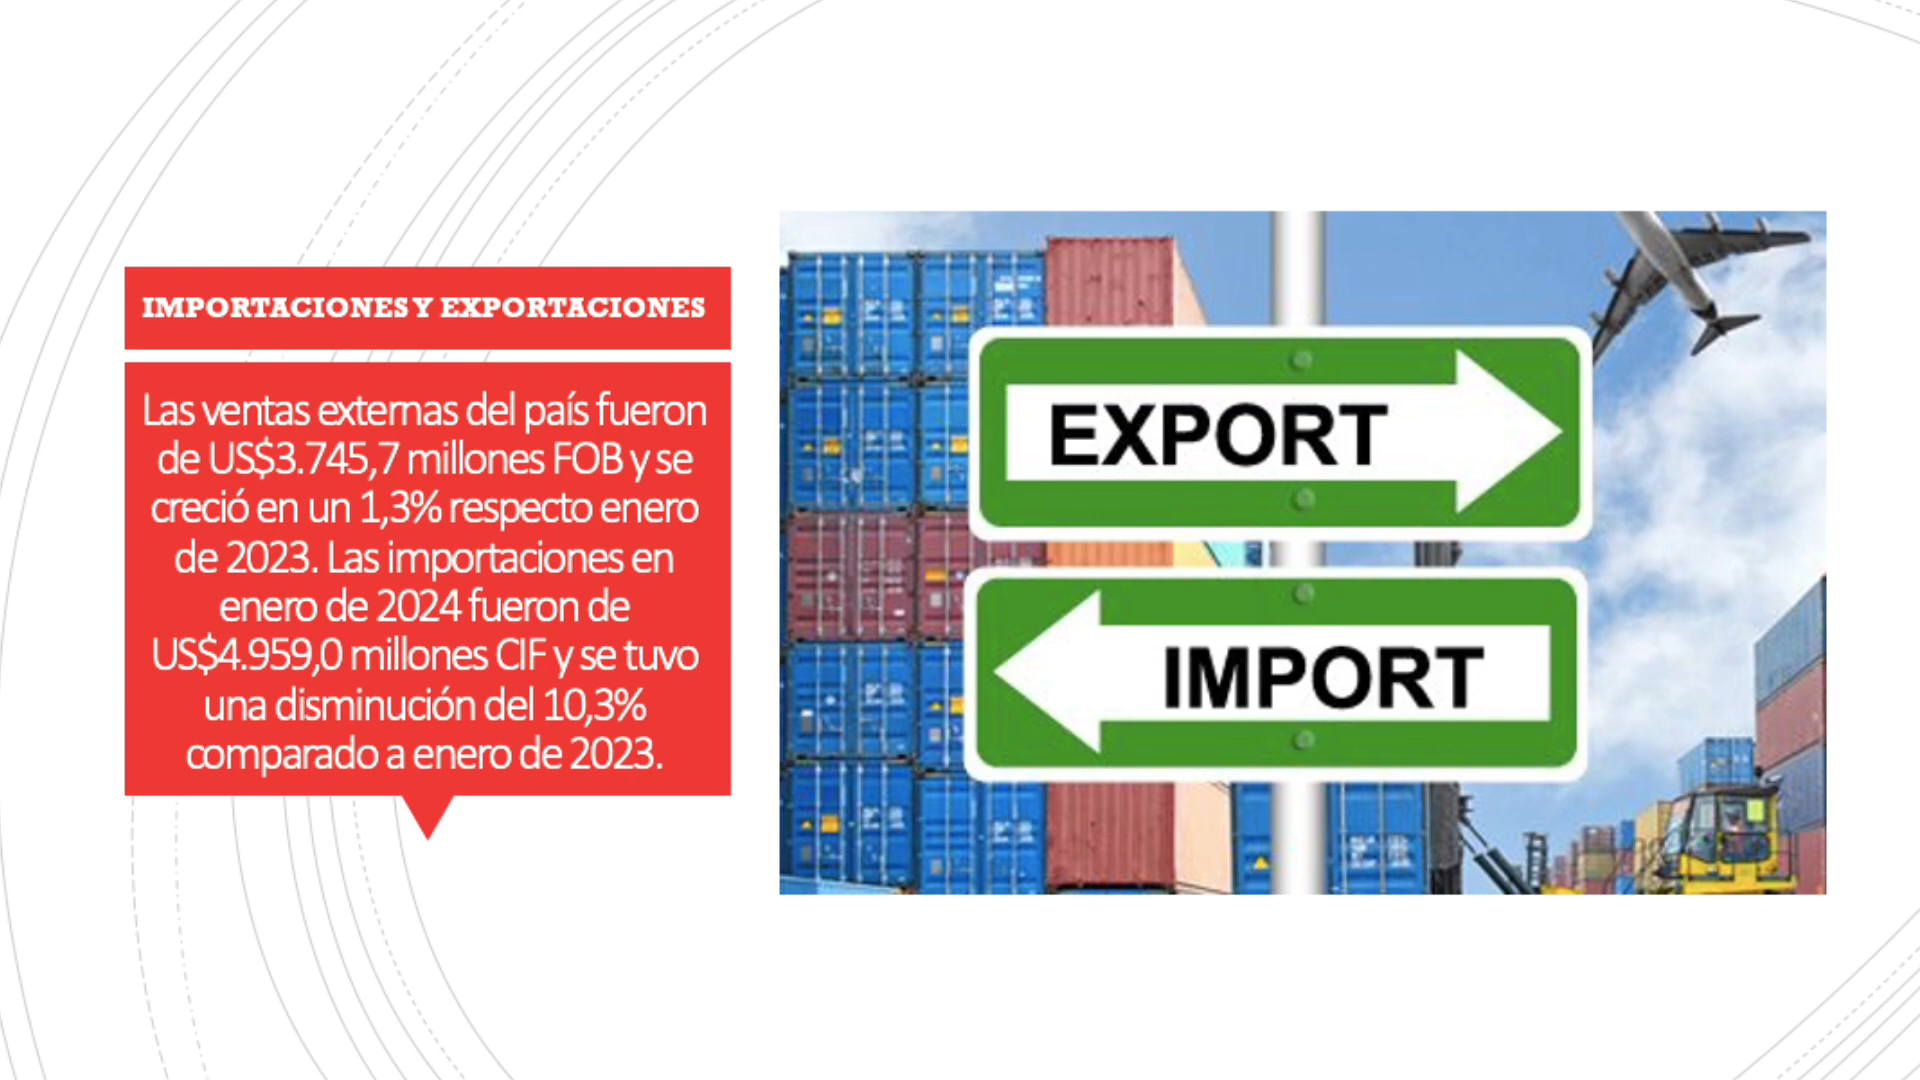 IMPORTACIONES Y EXPORTACIONES
Las ventas externas del país fueron
de US$3.745,7 millones FOB y se
creció en un 1,3% respecto enero
de 2023. Las importaciones en
enero de 2024 fueron de
US$4.959,0 millones CIF y se tuvo
una disminución del 10,3%
comparado a enero de 2023.
EXPORT
IMPORT